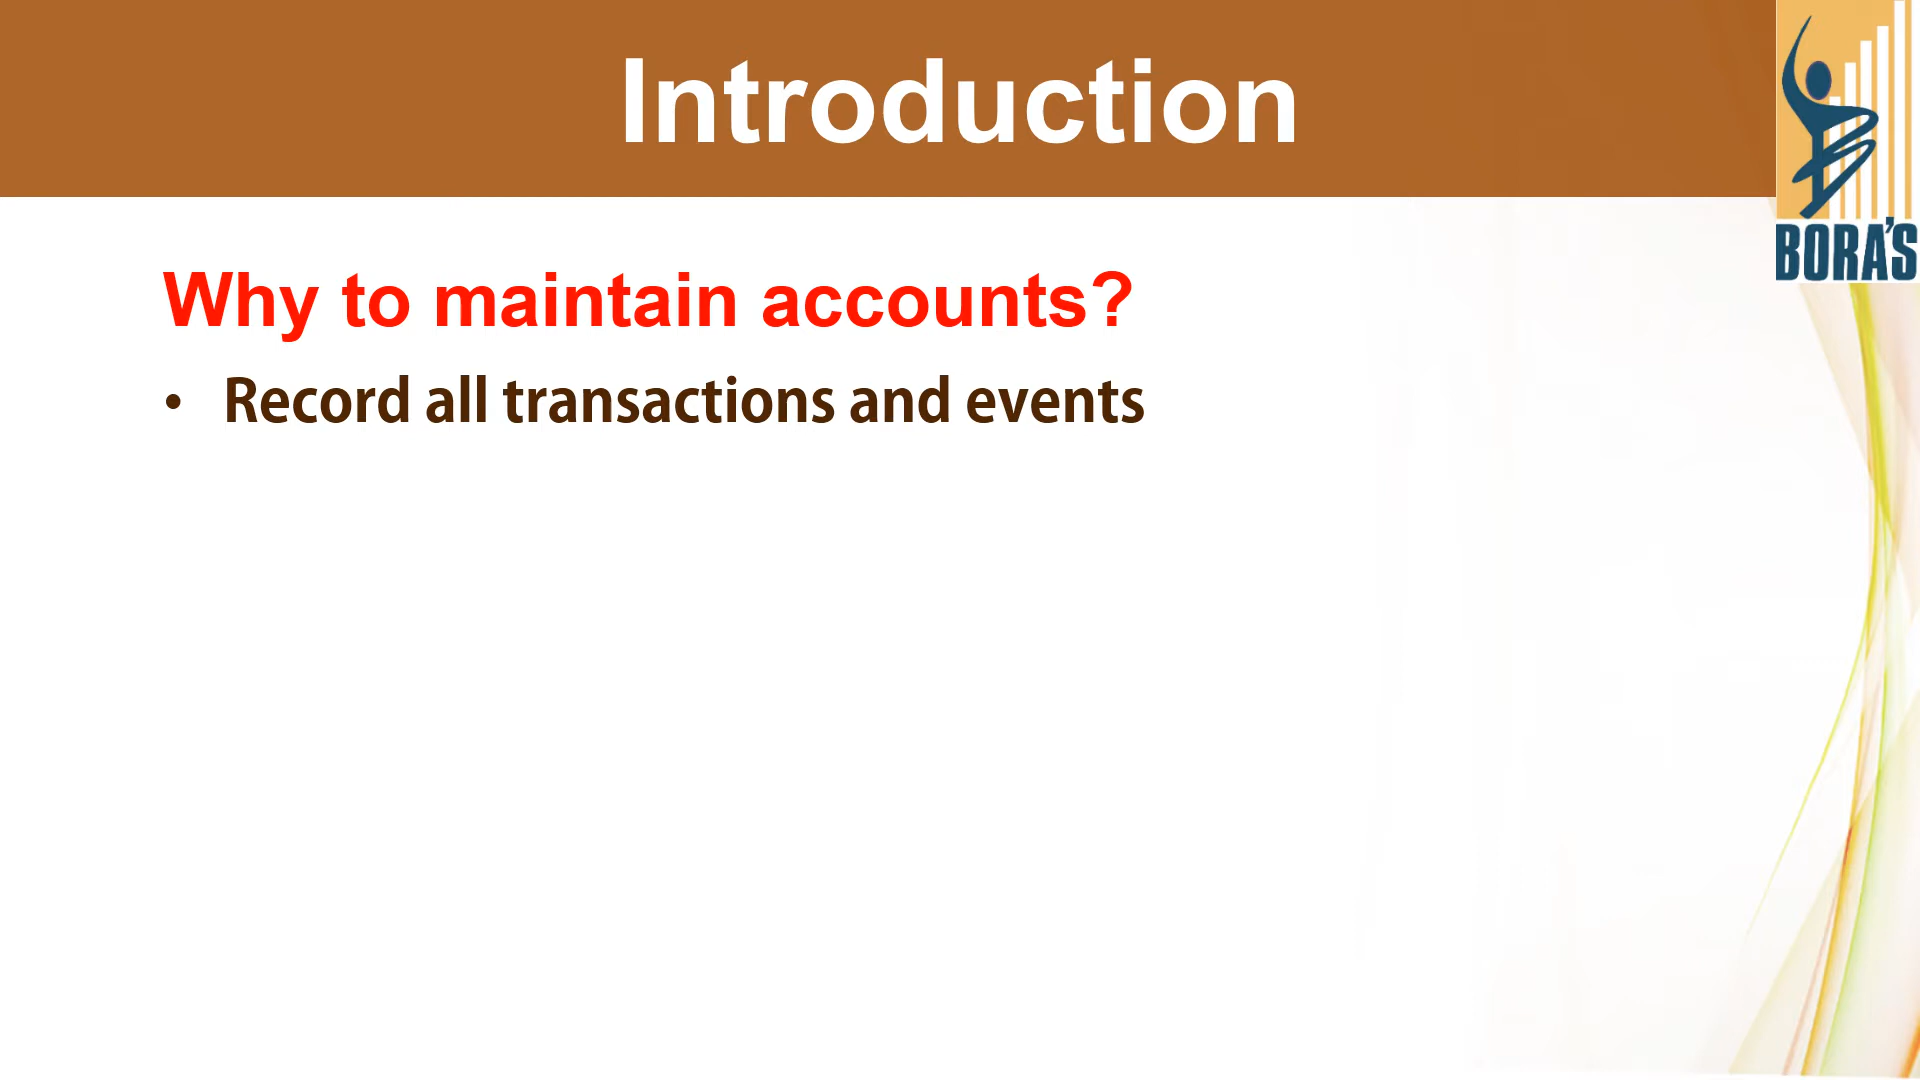 Introduction
BORA'S
Why to maintain accounts?
• Record all transactions and events